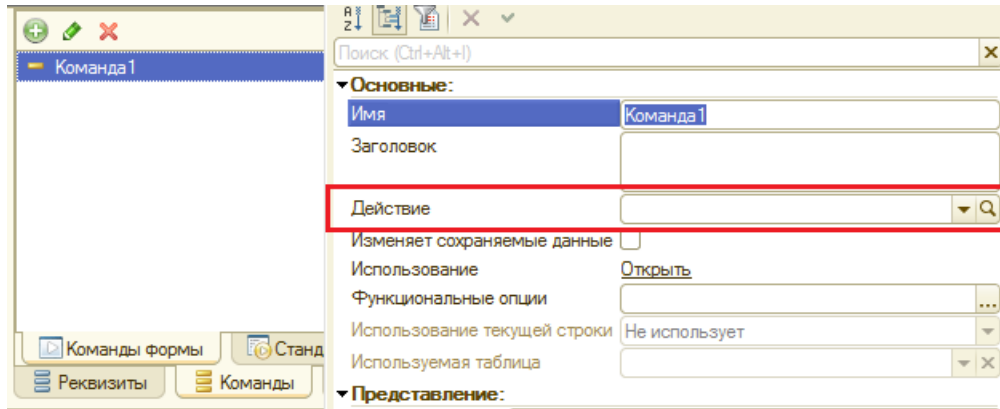 Команда1
Поиск (Ctrl+Alt+I)
Основные:
Имя
Команда1
Заголовок
Действие
Изменяет сохраняемые данные
Использование
Открыть
Функциональные опции
...
Использование текущей строки
Не использует
Используемая таблица
Представление:
Команды формы
Станд
Реквизиты
Команды